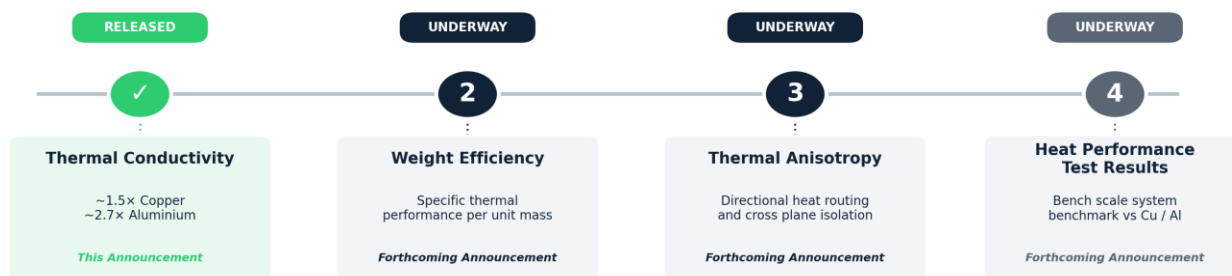 RELEASED
UNDERWAY
UNDERWAY
UNDERWAY
✓
2
3
4
Thermal Conductivity
~1.5× Copper
~2.7× Aluminium
This Announcement
Weight Efficiency
Specific thermal
performance per unit mass
Forthcoming Announcement
Thermal Anisotropy
Directional heat routing
and cross plane isolation
Forthcoming Announcement
Heat Performance
Test Results
Bench scale system
benchmark vs Cu / Al
Forthcoming Announcement